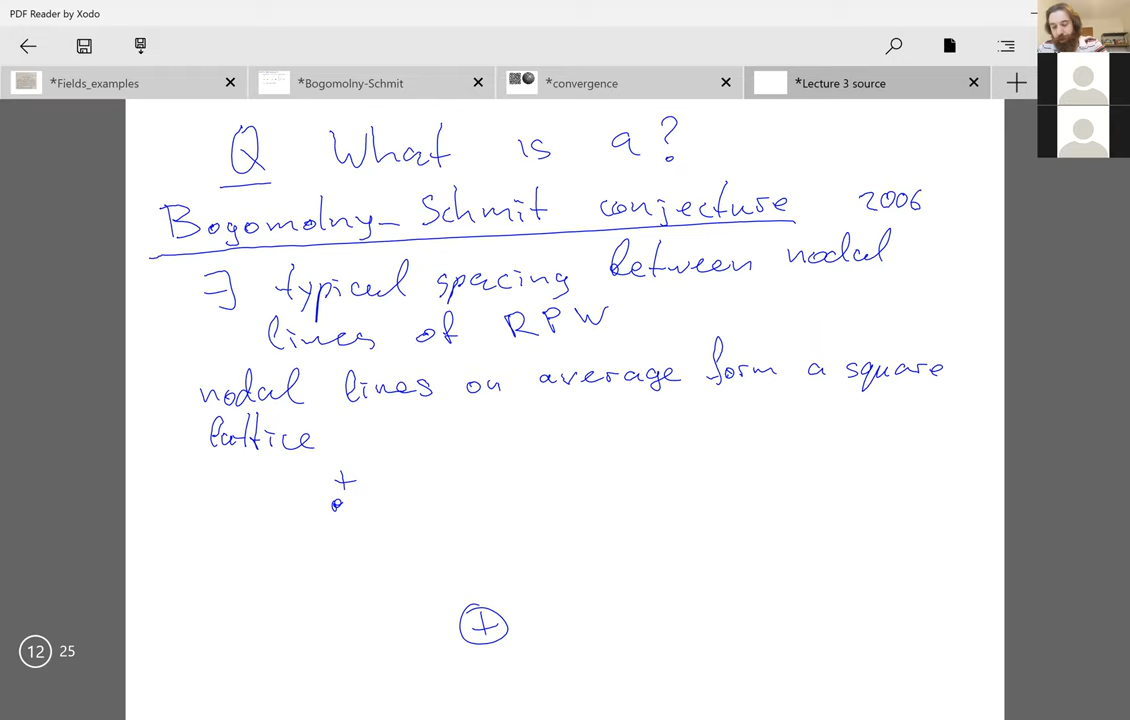 PDF Reader by Xodo
*Fields_examples
*Bogomolny-Schmit
*convergence
*Lecture 3 source
Q What is a?
Bogomolny-Schmit conjecture 2006
∃ typical spacing between nodal
lines of RPW
nodal lines on average form a square
lattice
+
+
12 25